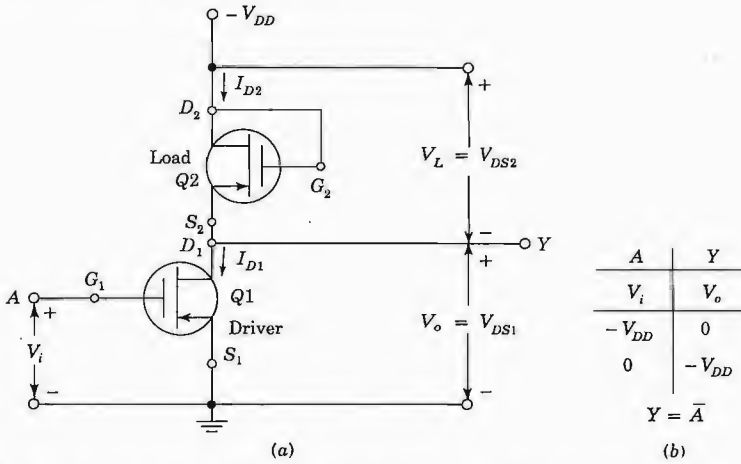 − V_DD
I_D2
D_2
+
Load
Q2
G_2
V_L = V_DS2
S_2
−
D_1
Y
+
I_D1
G_1
A
+
Q1
Driver
V_o = V_DS1
V_i
S_1
−
−
(a)
A Y
V_i V_o
− V_DD 0
0 − V_DD
Y = A̅
(b)